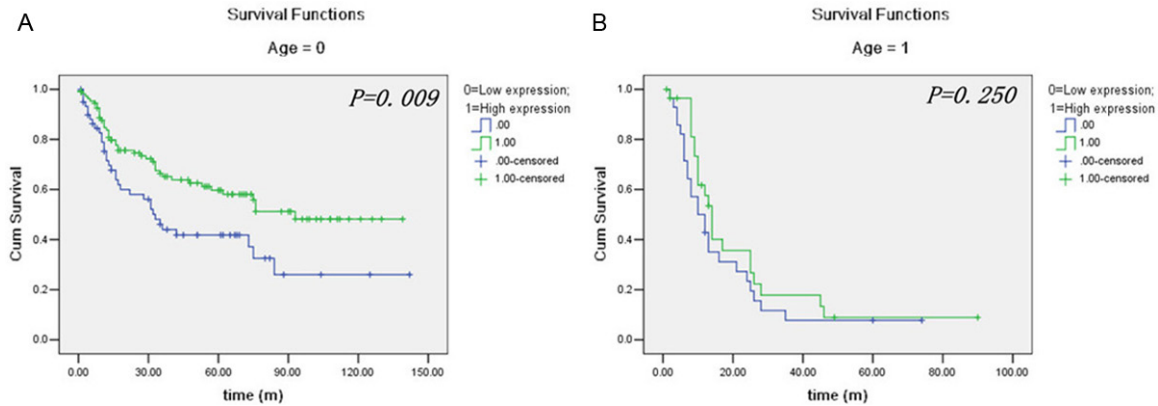 A
Survival Functions
Age = 0
P=0. 009
0=Low expression;
1=High expression
.00
1.00
.00-censored
1.00-censored
Cum Survival
1.0
0.8
0.6
0.4
0.2
0.0
0.00 30.00 60.00 90.00 120.00 150.00
time (m)
B
Survival Functions
Age = 1
P=0. 250
0=Low expression;
1=High expression
.00
1.00
.00-censored
1.00-censored
Cum Survival
1.0
0.8
0.6
0.4
0.2
0.0
0.00 20.00 40.00 60.00 80.00 100.00
time (m)